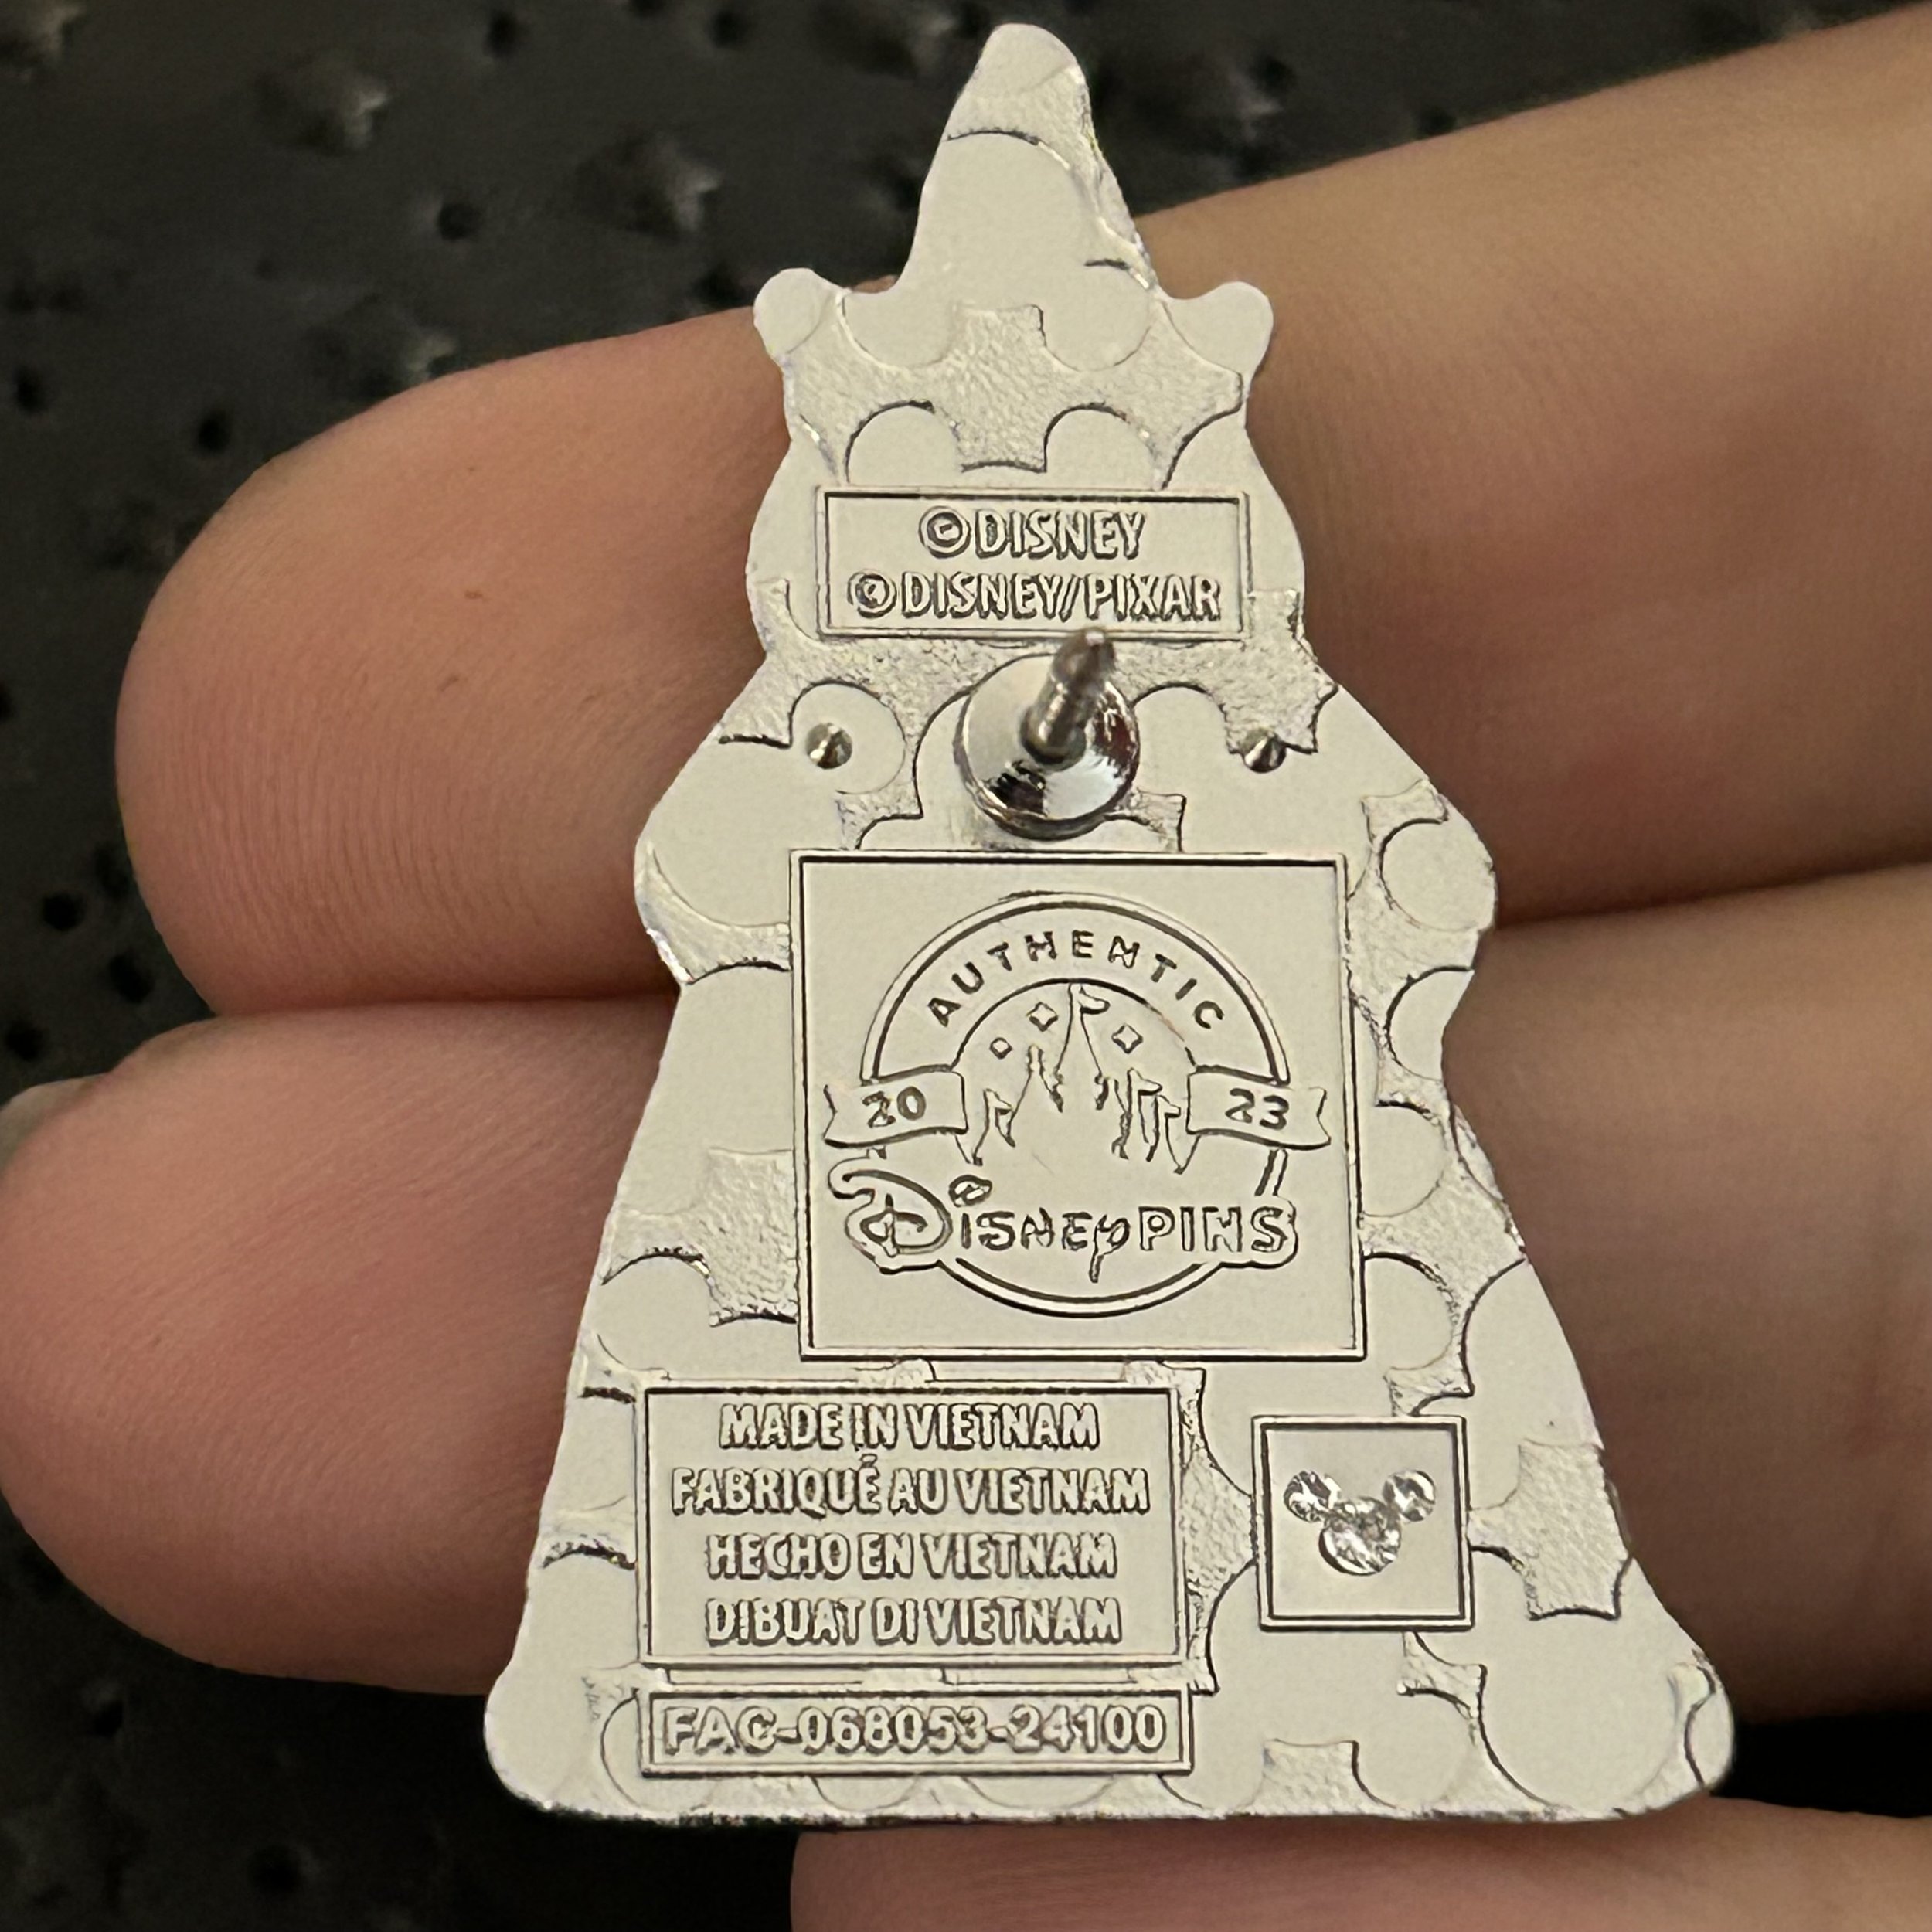 ©DISNEY
©DISNEY/PIXAR
AUTHENTIC
20 23
Disney PINS
MADE IN VIETNAM
FABRIQUÉ AU VIETNAM
HECHO EN VIETNAM
DIBUAT DI VIETNAM
FAC-068053-24100